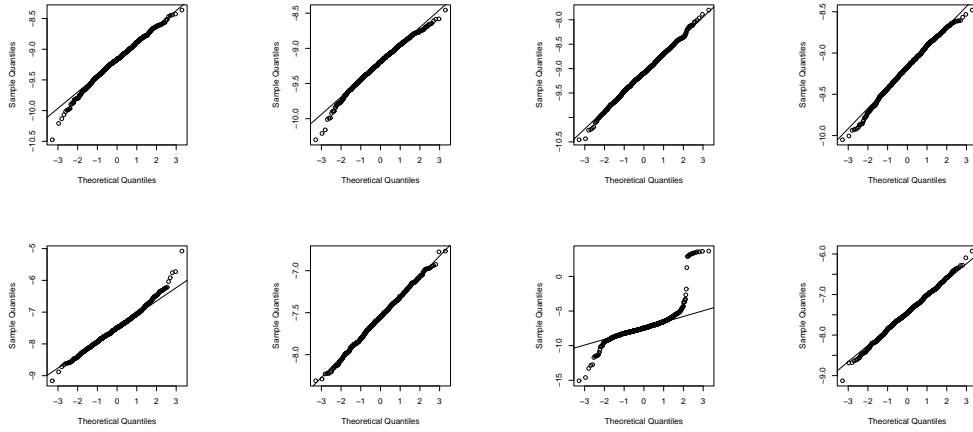 Sample Quantiles
-10.5 -10.0 -9.5 -9.0 -8.5
-3 -2 -1 0 1 2 3
Theoretical Quantiles
Sample Quantiles
-10.0 -9.5 -9.0 -8.5
-3 -2 -1 0 1 2 3
Theoretical Quantiles
Sample Quantiles
-10.5 -10.0 -9.5 -9.0 -8.5 -8.0
-3 -2 -1 0 1 2 3
Theoretical Quantiles
Sample Quantiles
-10.0 -9.5 -9.0 -8.5
-3 -2 -1 0 1 2 3
Theoretical Quantiles
Sample Quantiles
-9 -8 -7 -6 -5
-3 -2 -1 0 1 2 3
Theoretical Quantiles
Sample Quantiles
-8.0 -7.5 -7.0
-3 -2 -1 0 1 2 3
Theoretical Quantiles
Sample Quantiles
-15 -10 -5 0
-3 -2 -1 0 1 2 3
Theoretical Quantiles
Sample Quantiles
-9.0 -8.0 -7.5 -6.5 -6.0
-3 -2 -1 0 1 2 3
Theoretical Quantiles